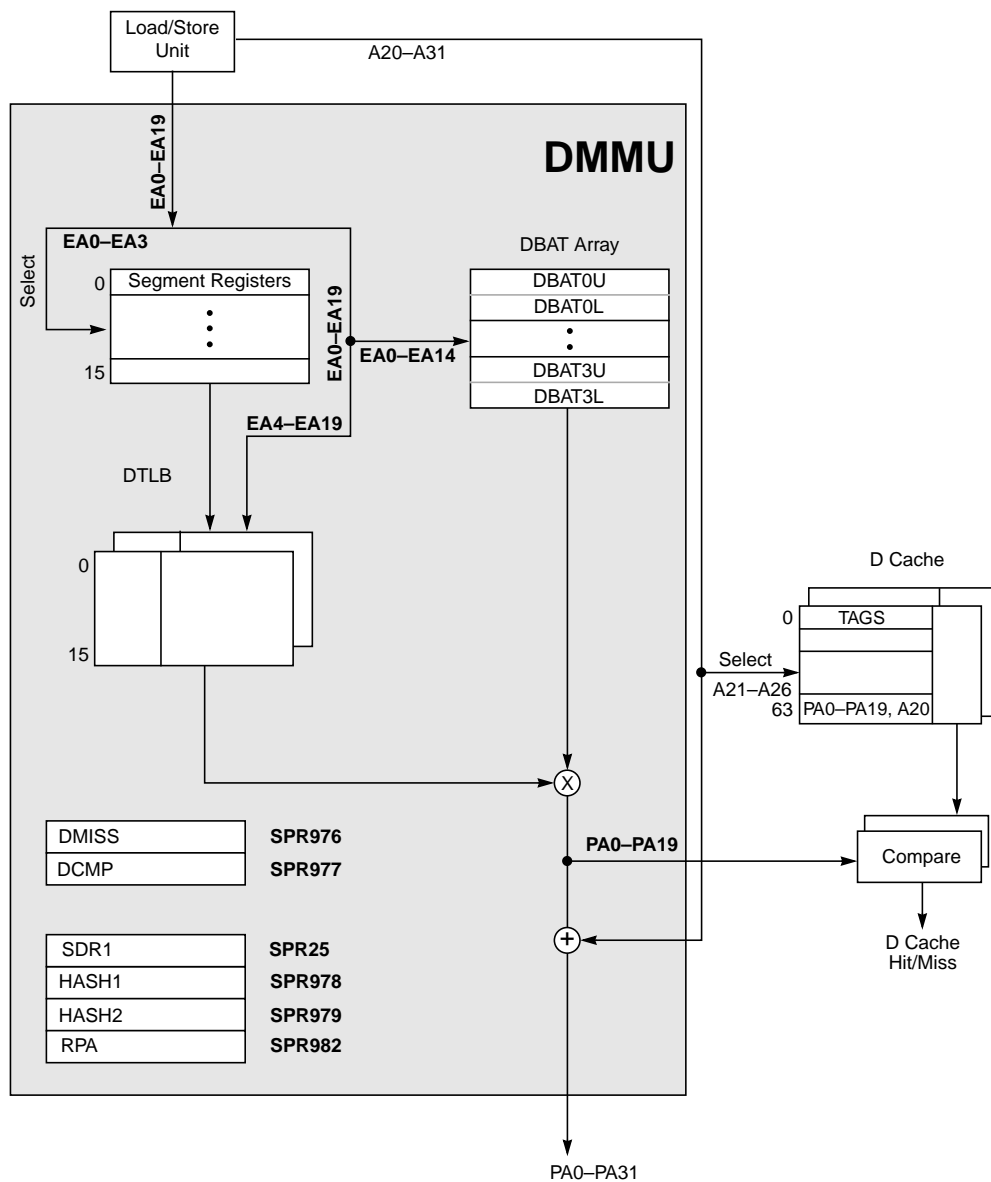 Load/Store
Unit
A20–A31
EA0–EA19
DMMU
EA0–EA3
Select
0
Segment Registers
15
EA0–EA19
EA0–EA14
DBAT Array
DBAT0U
DBAT0L
DBAT3U
DBAT3L
EA4–EA19
DTLB
0
15
D Cache
0
TAGS
Select
A21–A26
63
PA0–PA19, A20
X
DMISS
SPR976
DCMP
SPR977
PA0–PA19
Compare
SDR1
SPR25
HASH1
SPR978
HASH2
SPR979
RPA
SPR982
+
D Cache
Hit/Miss
PA0–PA31